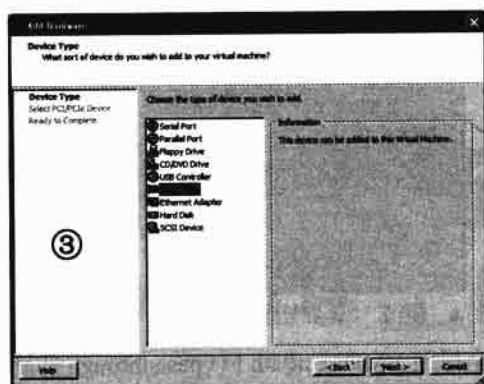 Add Hardware
Device Type
What sort of device do you wish to add to your virtual machine?
Device Type
Select PCI/PCIe Device
Ready to Complete
Choose the type of device you wish to add.
Serial Port
Parallel Port
Floppy Drive
CD/DVD Drive
USB Controller
Ethernet Adapter
Hard Disk
SCSI Device
Information
This device can be added to this Virtual Machine.
③
Help
< Back
Next >
Cancel